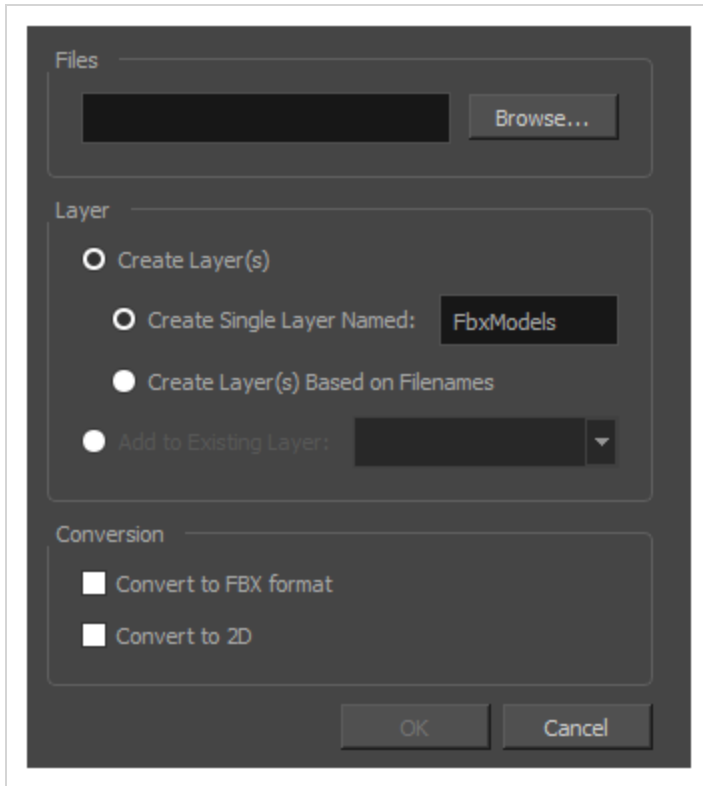 Files
Browse...
Layer
Create Layer(s)
Create Single Layer Named: FbxModels
Create Layer(s) Based on Filenames
Add to Existing Layer:
Conversion
Convert to FBX format
Convert to 2D
OK Cancel